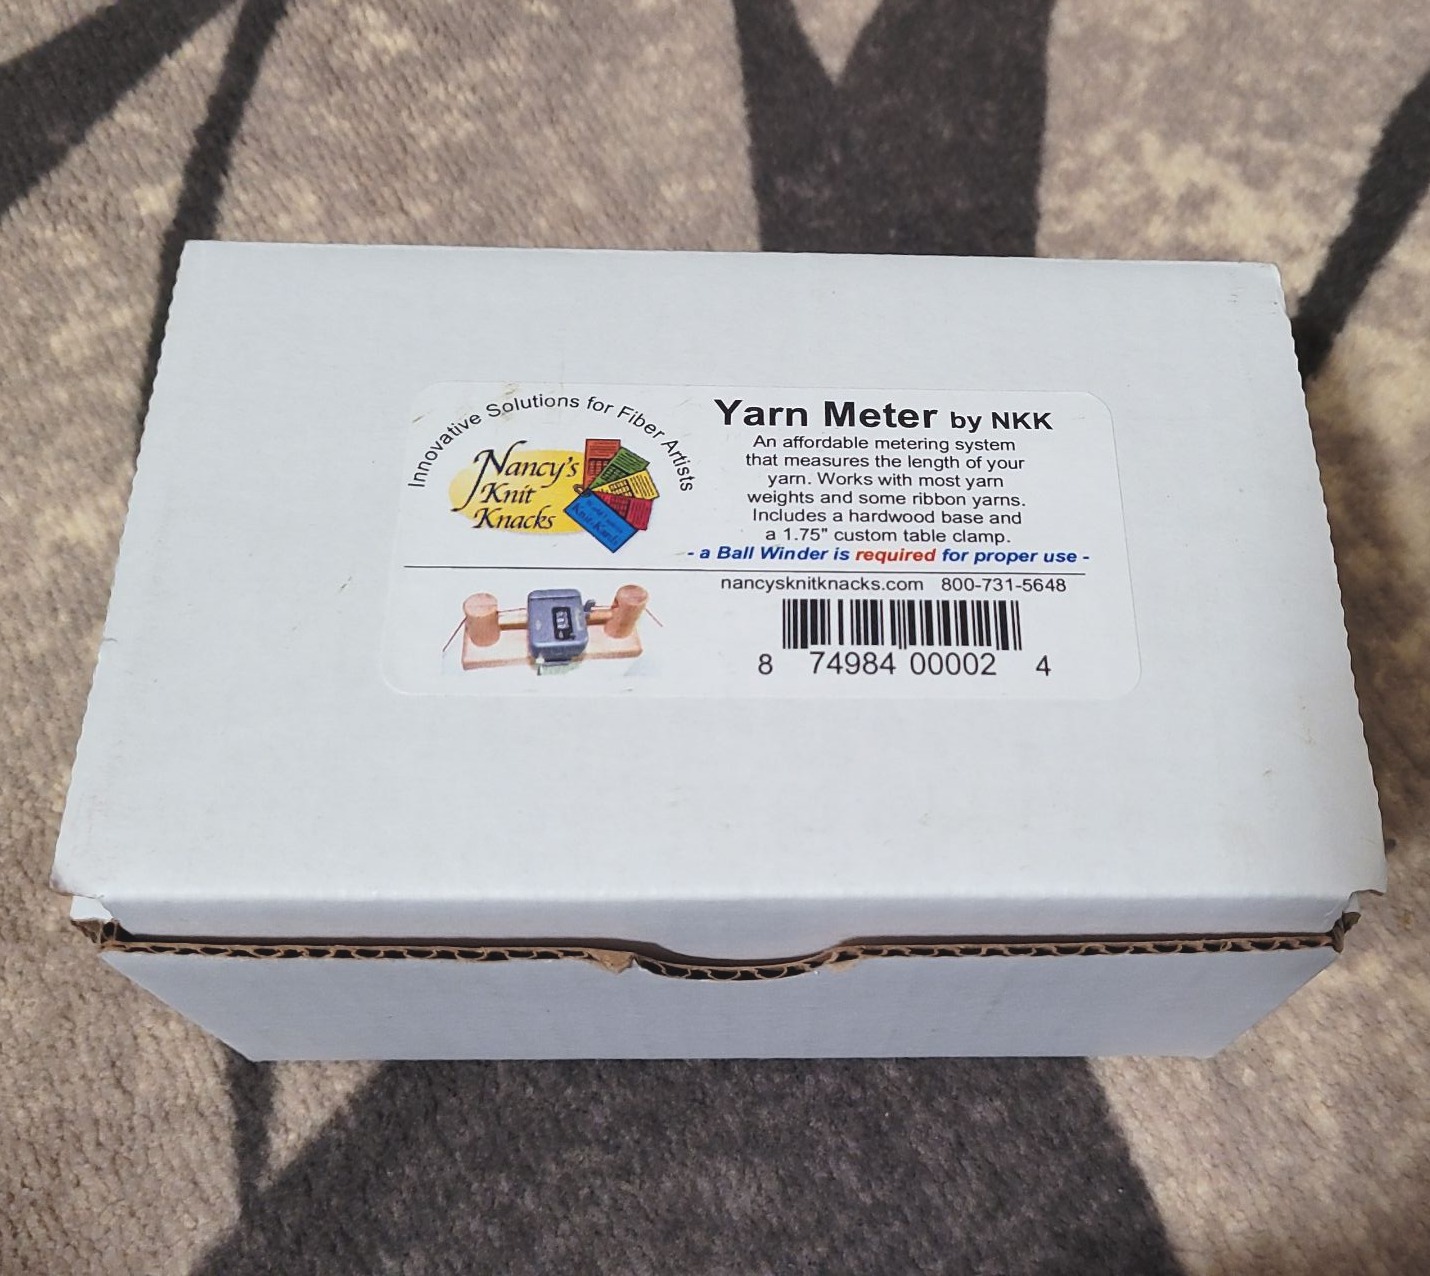 Innovative Solutions for Fiber Artists
Nancy's
Knit
Knacks
Yarn Meter by NKK
An affordable metering system
that measures the length of your
yarn. Works with most yarn
weights and some ribbon yarns.
Includes a hardwood base and
a 1.75" custom table clamp.
- a Ball Winder is required for proper use -
nancysknitknacks.com 800-731-5648
8 74984 00002 4